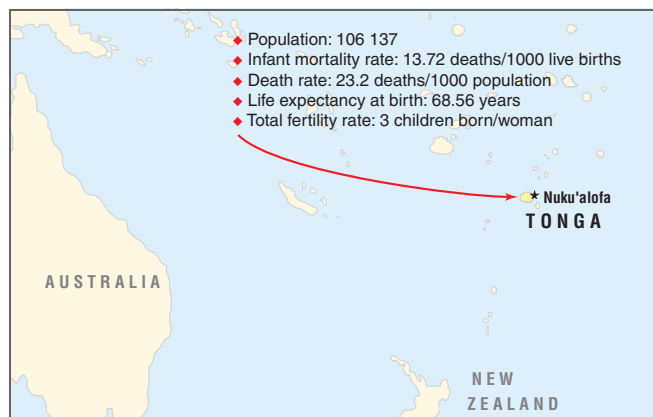 Population: 106 137
Infant mortality rate: 13.72 deaths/1000 live births
Death rate: 23.2 deaths/1000 population
Life expectancy at birth: 68.56 years
Total fertility rate: 3 children born/woman
Nuku'alofa
TONGA
AUSTRALIA
NEW
ZEALAND